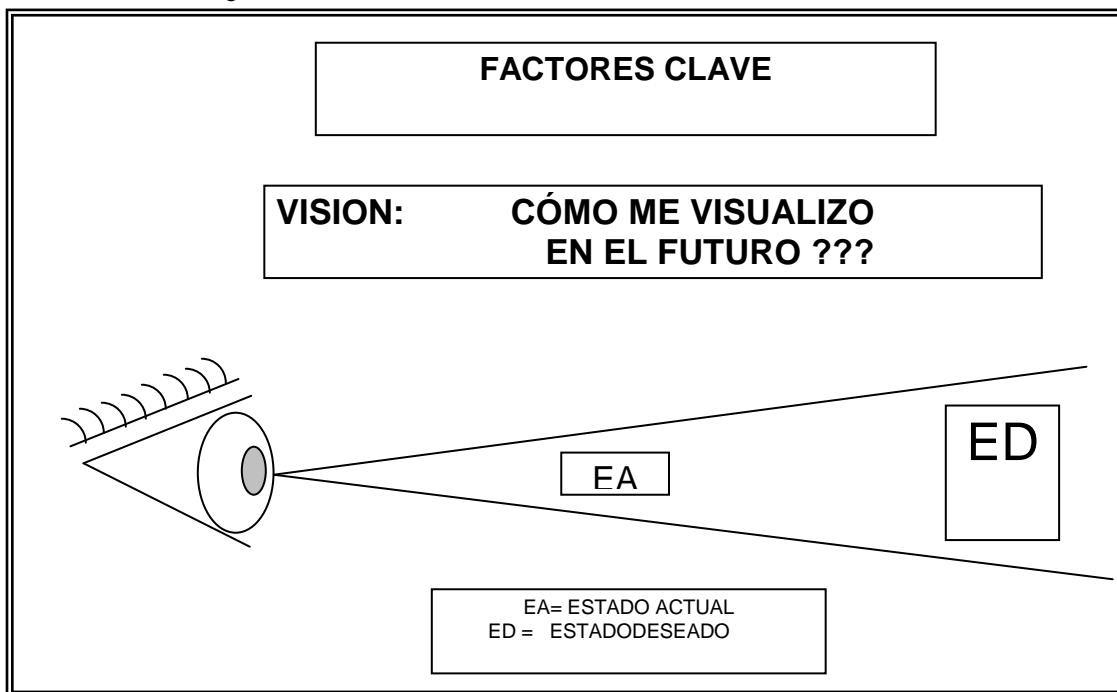 FACTORES CLAVE
VISION: CÓMO ME VISUALIZO
EN EL FUTURO ???
EA
ED
EA= ESTADO ACTUAL
ED = ESTADODESEADO